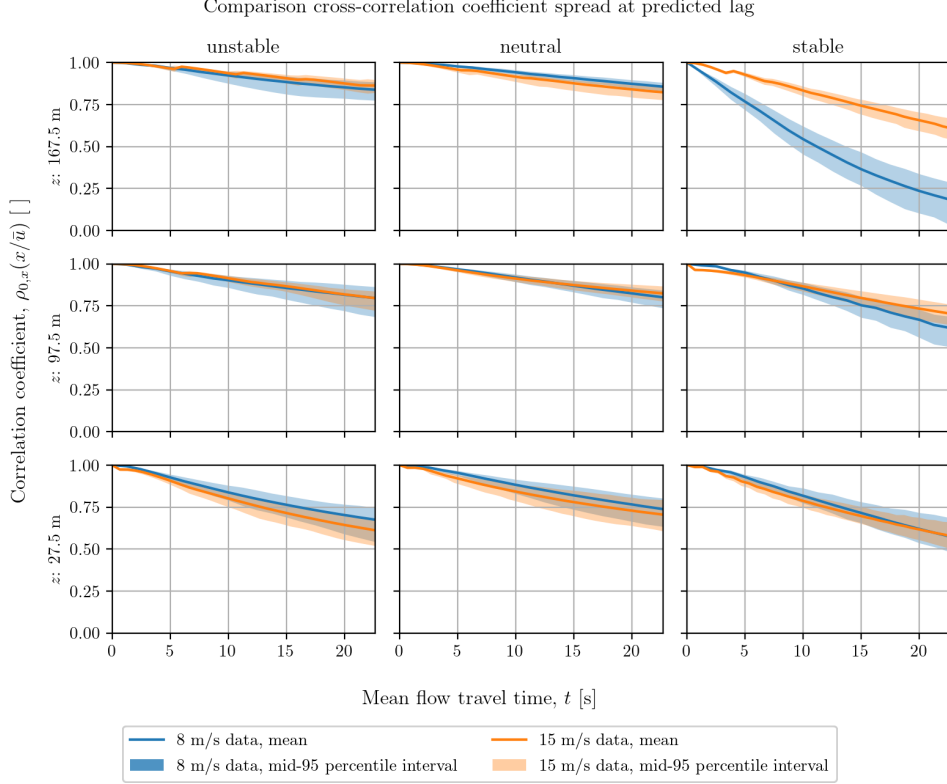 Comparison cross-correlation coefficient spread at predicted lag
unstable
neutral
stable
Correlation coefficient, ρ₀,ₓ(x/ū) [ ]
z: 167.5 m
1.00
0.75
0.50
0.25
0.00
z: 97.5 m
1.00
0.75
0.50
0.25
0.00
z: 27.5 m
1.00
0.75
0.50
0.25
0.00
0 5 10 15 20
0 5 10 15 20
0 5 10 15 20
Mean flow travel time, t [s]
8 m/s data, mean
8 m/s data, mid-95 percentile interval
15 m/s data, mean
15 m/s data, mid-95 percentile interval